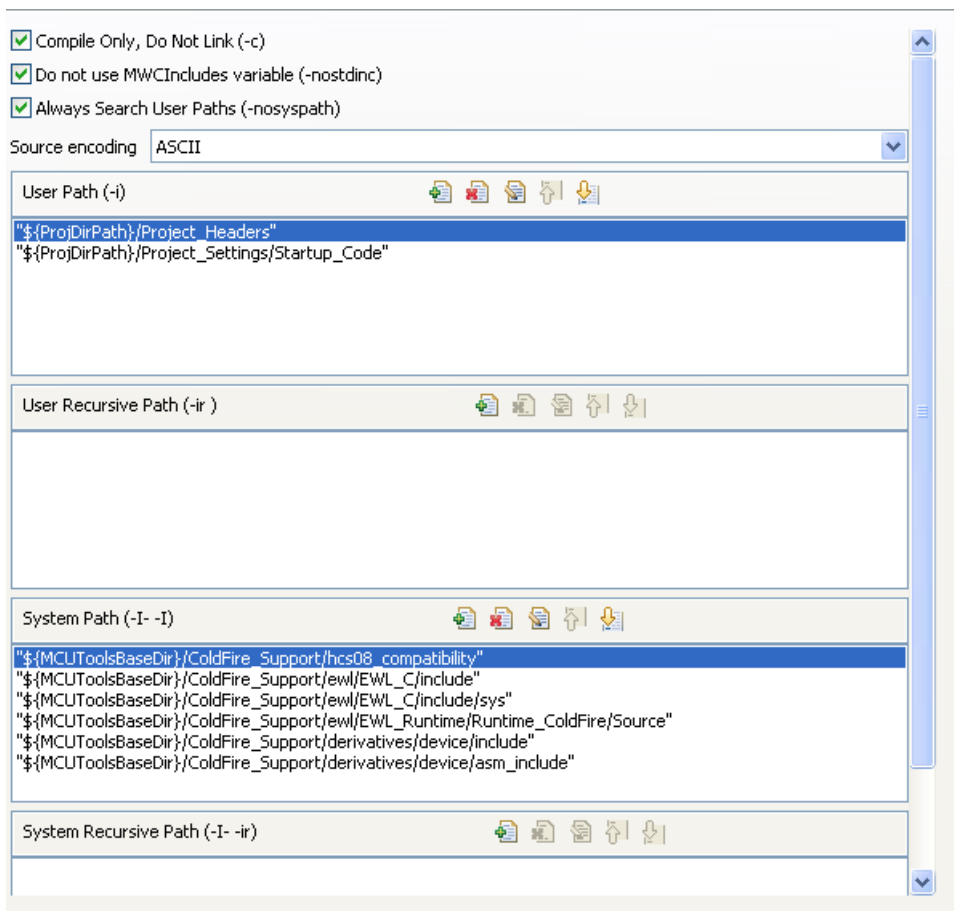 Compile Only, Do Not Link (-c)
Do not use MWCIncludes variable (-nostdinc)
Always Search User Paths (-nosyspath)
Source encoding ASCII
User Path (-i)
"${ProjDirPath}/Project_Headers"
"${ProjDirPath}/Project_Settings/Startup_Code"
User Recursive Path (-ir )
System Path (-I- -I)
"${MCUToolsBaseDir}/ColdFire_Support/hcs08_compatibility"
"${MCUToolsBaseDir}/ColdFire_Support/ewl/EWL_C/include"
"${MCUToolsBaseDir}/ColdFire_Support/ewl/EWL_C/include/sys"
"${MCUToolsBaseDir}/ColdFire_Support/ewl/EWL_Runtime/Runtime_ColdFire/Source"
"${MCUToolsBaseDir}/ColdFire_Support/derivatives/device/include"
"${MCUToolsBaseDir}/ColdFire_Support/derivatives/device/asm_include"
System Recursive Path (-I- -ir)